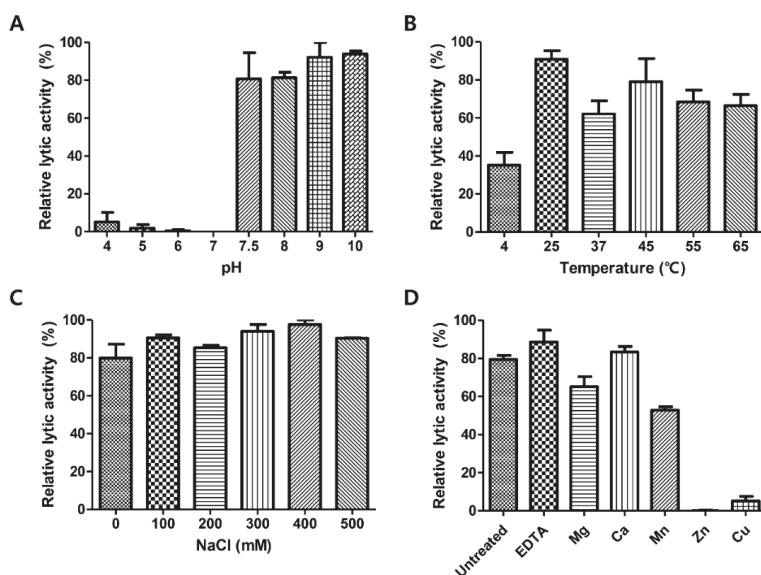 A
Relative lytic activity (%)
100
80
60
40
20
0
4 5 6 7 7.5 8 9 10
pH
B
Relative lytic activity (%)
100
80
60
40
20
0
4 25 37 45 55 65
Temperature (℃)
C
Relative lytic activity (%)
100
80
60
40
20
0
0 100 200 300 400 500
NaCl (mM)
D
Relative lytic activity (%)
100
80
60
40
20
0
Untreated EDTA Mg Ca Mn Zn Cu